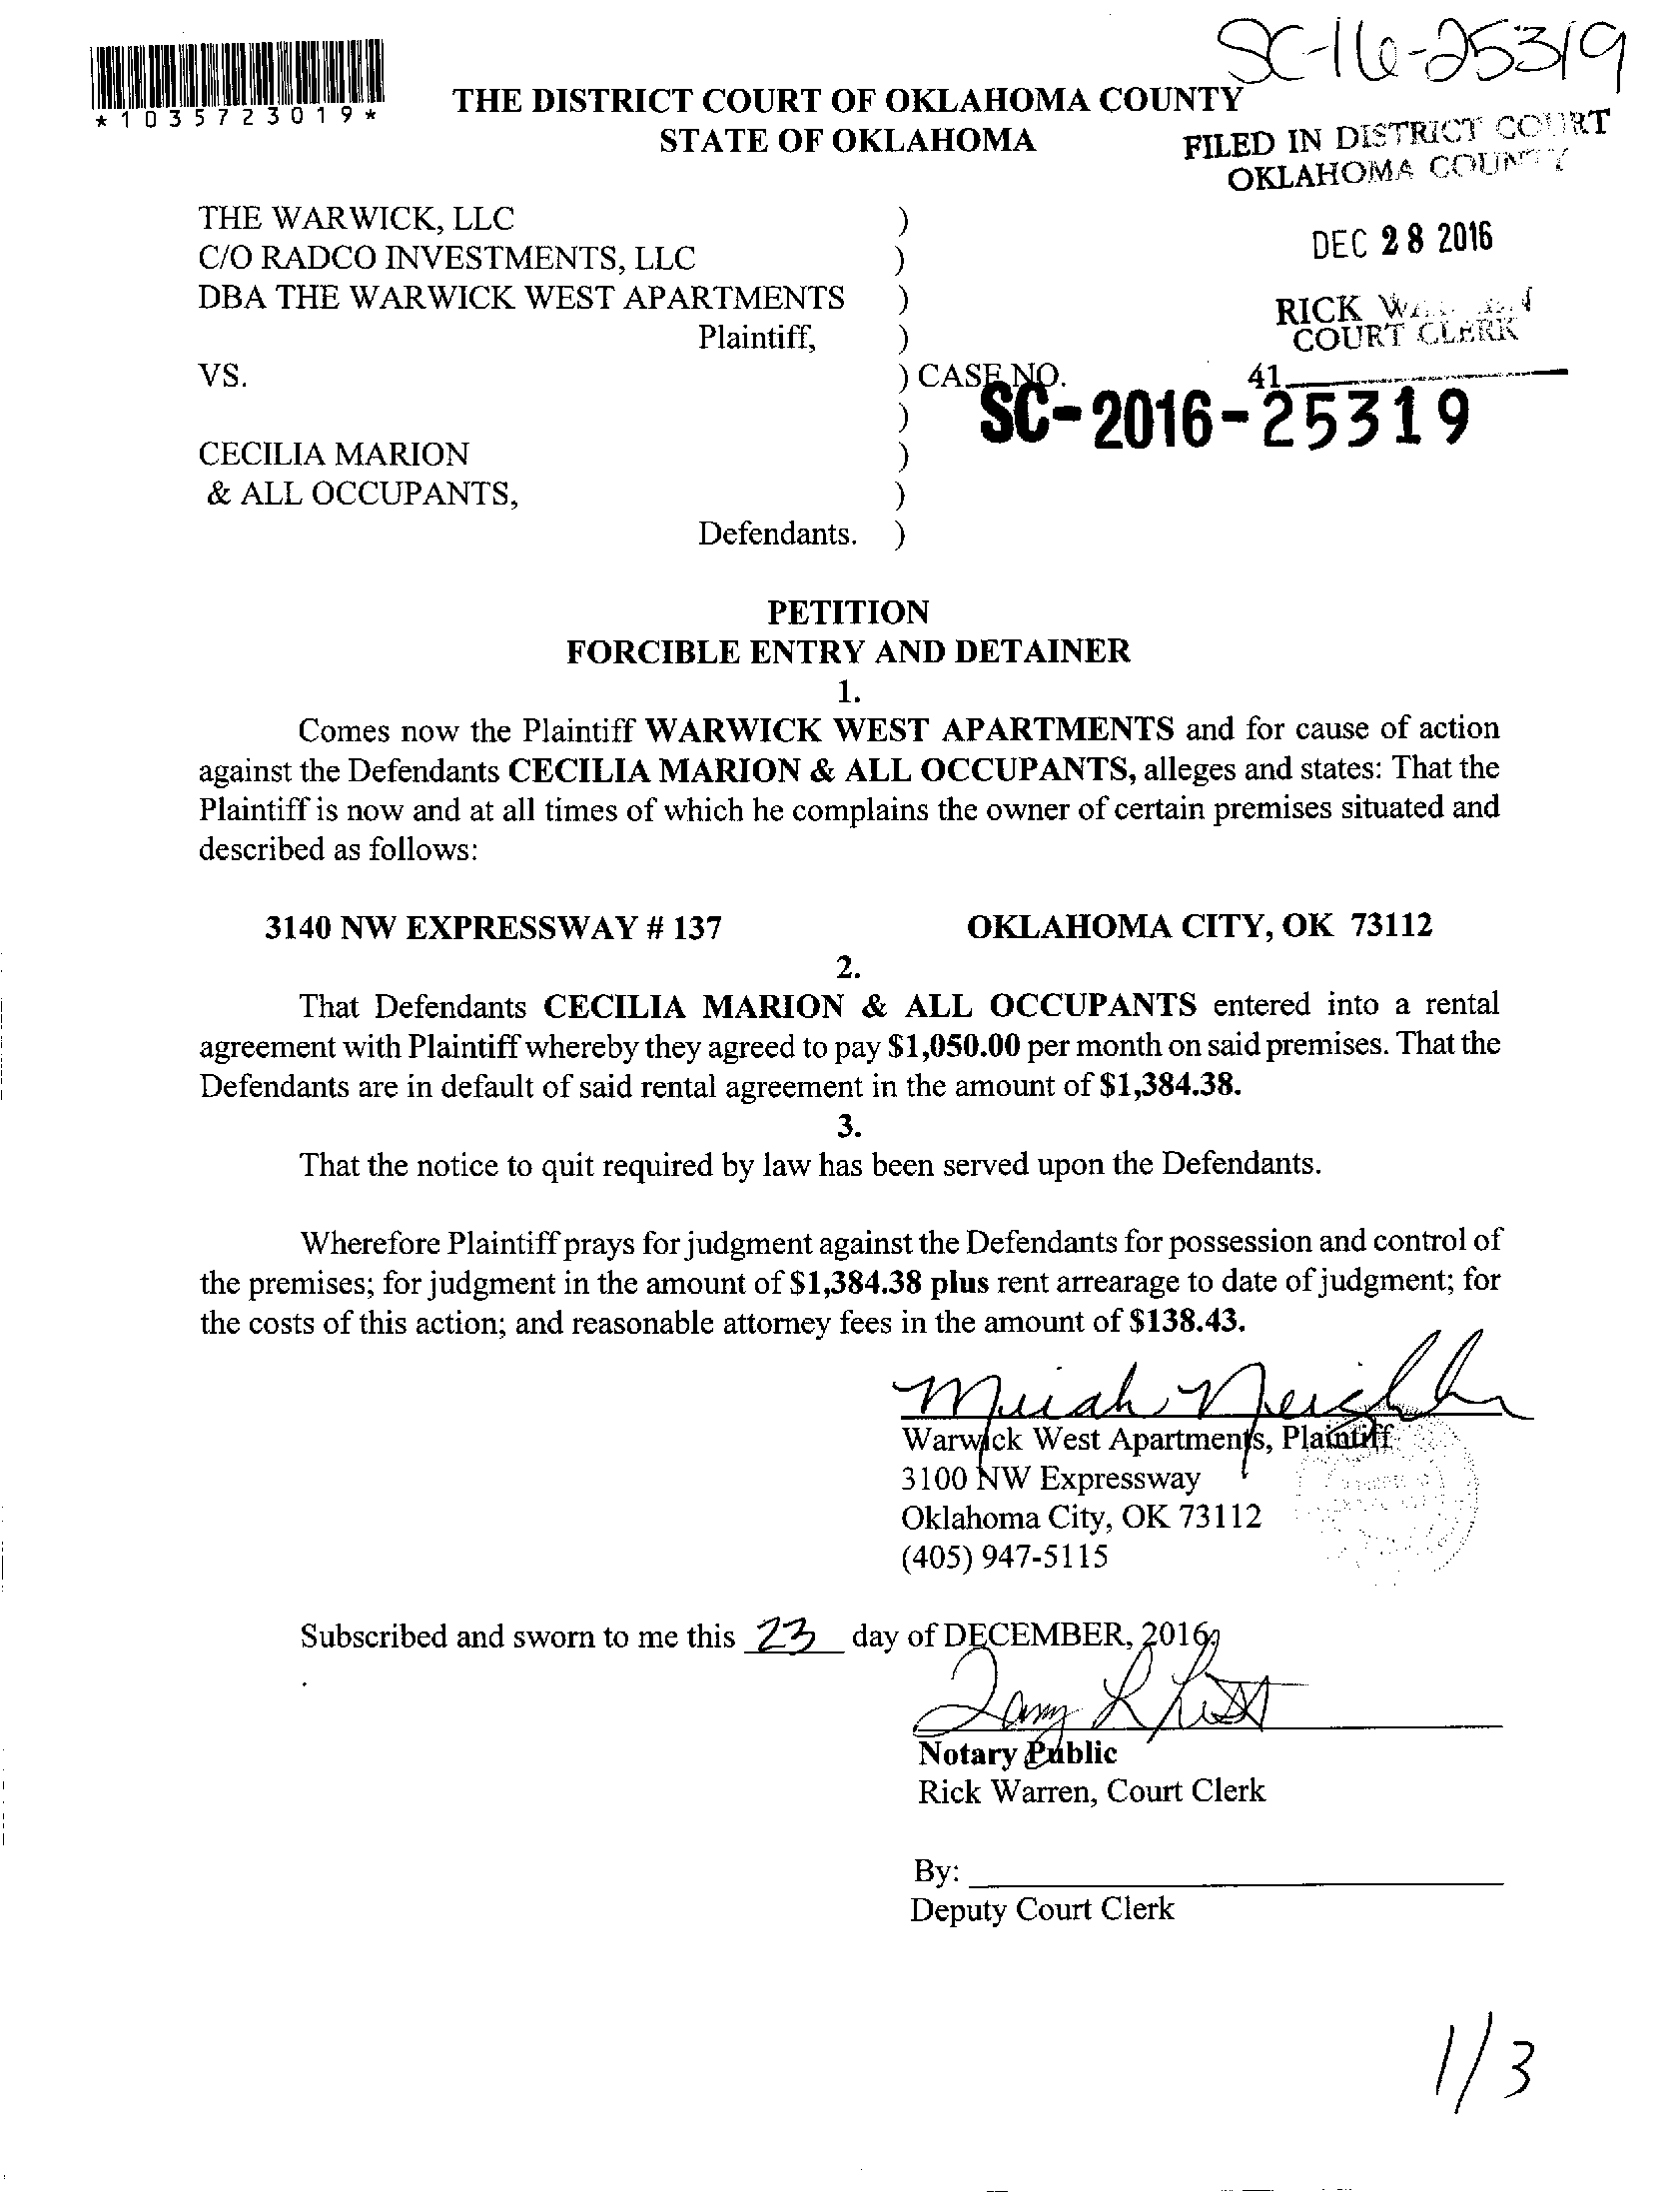 SC-16-25319
*1035723019*
THE DISTRICT COURT OF OKLAHOMA COUNTY
STATE OF OKLAHOMA
FILED IN DISTRICT COURT
OKLAHOMA COUNTY
DEC 28 2016
RICK
COURT CLERK
41
THE WARWICK, LLC )
C/O RADCO INVESTMENTS, LLC )
DBA THE WARWICK WEST APARTMENTS )
Plaintiff, )
VS. ) CASE NO.
) SC-2016-25319
CECILIA MARION )
& ALL OCCUPANTS, )
Defendants. )
PETITION
FORCIBLE ENTRY AND DETAINER
1.
Comes now the Plaintiff WARWICK WEST APARTMENTS and for cause of action
against the Defendants CECILIA MARION & ALL OCCUPANTS, alleges and states: That the
Plaintiff is now and at all times of which he complains the owner of certain premises situated and
described as follows:
3140 NW EXPRESSWAY # 137 OKLAHOMA CITY, OK 73112
2.
That Defendants CECILIA MARION & ALL OCCUPANTS entered into a rental
agreement with Plaintiff whereby they agreed to pay $1,050.00 per month on said premises. That the
Defendants are in default of said rental agreement in the amount of $1,384.38.
3.
That the notice to quit required by law has been served upon the Defendants.
Wherefore Plaintiff prays for judgment against the Defendants for possession and control of
the premises; for judgment in the amount of $1,384.38 plus rent arrearage to date of judgment; for
the costs of this action; and reasonable attorney fees in the amount of $138.43.
Warwick West Apartments, Plaintiff
3100 NW Expressway
Oklahoma City, OK 73112
(405) 947-5115
Subscribed and sworn to me this 23 day of DECEMBER, 2016
Notary Public
Rick Warren, Court Clerk
By:
Deputy Court Clerk
1/3